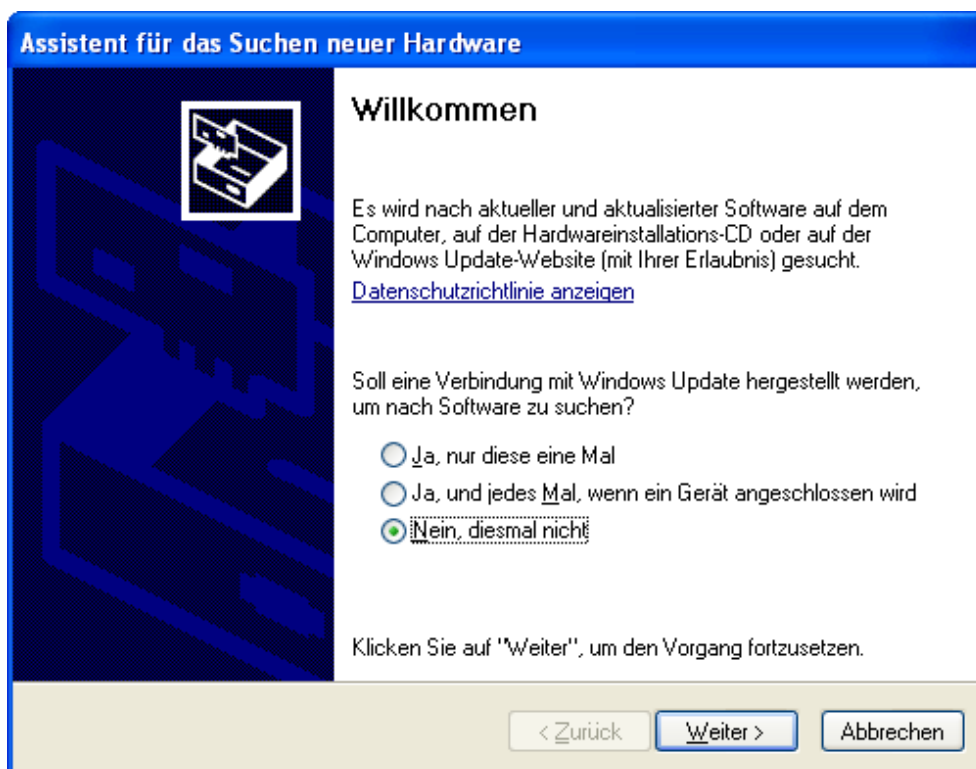 Assistent für das Suchen neuer Hardware
Willkommen
Es wird nach aktueller und aktualisierter Software auf dem
Computer, auf der Hardwareinstallations-CD oder auf der
Windows Update-Website (mit Ihrer Erlaubnis) gesucht.
Datenschutzrichtlinie anzeigen
Soll eine Verbindung mit Windows Update hergestellt werden,
um nach Software zu suchen?
Ja, nur diese eine Mal
Ja, und jedes Mal, wenn ein Gerät angeschlossen wird
Nein, diesmal nicht
Klicken Sie auf "Weiter", um den Vorgang fortzusetzen.
< Zurück Weiter > Abbrechen